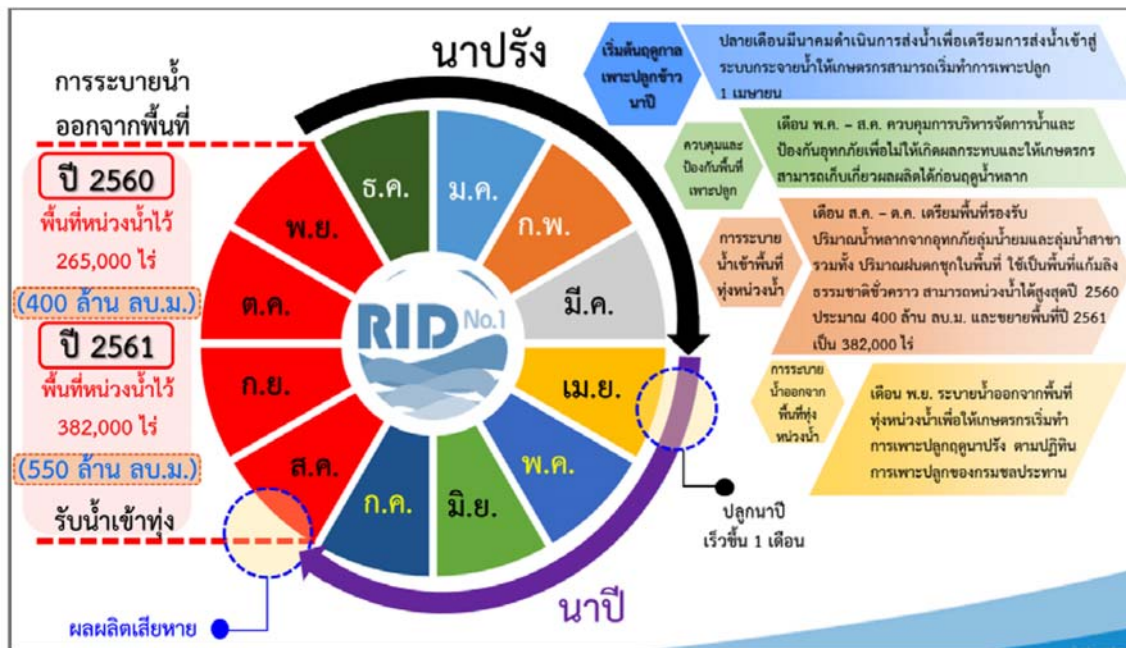 นาปรัง
การระบายน้ำ
ออกจากพื้นที่
ปี 2560
พื้นที่หน่วงน้ำไว้
265,000 ไร่
(400 ล้าน ลบ.ม.)
ปี 2561
พื้นที่หน่วงน้ำไว้
382,000 ไร่
(550 ล้าน ลบ.ม.)
รับน้ำเข้าทุ่ง
ผลผลิตเสียหาย
ธ.ค.
ม.ค.
ก.พ.
มี.ค.
เม.ย.
พ.ค.
มิ.ย.
ก.ค.
ส.ค.
ก.ย.
ต.ค.
พ.ย.
RID No.1
นาปี
ปลูกนาปี
เร็วขึ้น 1 เดือน
เริ่มต้นฤดูกาล
เพาะปลูกข้าว
นาปี
ปลายเดือนมีนาคมดำเนินการส่งน้ำเพื่อเตรียมการส่งน้ำเข้าสู่
ระบบกระจายน้ำให้เกษตรกรสามารถเริ่มทำการเพาะปลูก
1 เมษายน
ควบคุมและ
ป้องกันพื้นที่
เพาะปลูก
เดือน พ.ค. – ส.ค. ควบคุมการบริหารจัดการน้ำและ
ป้องกันอุทกภัยเพื่อไม่ให้เกิดผลกระทบและให้เกษตรกร
สามารถเก็บเกี่ยวผลผลิตได้ก่อนฤดูน้ำหลาก
การระบาย
น้ำเข้าพื้นที่
ทุ่งหน่วงน้ำ
เดือน ส.ค. – ต.ค. เตรียมพื้นที่รองรับ
ปริมาณน้ำหลากจากอุทกภัยลุ่มน้ำยมและลุ่มน้ำสาขา
รวมทั้ง ปริมาณฝนตกชุกในพื้นที่ ใช้เป็นพื้นที่แก้มลิง
ธรรมชาติชั่วคราว สามารถหน่วงน้ำได้สูงสุดปี 2560
ประมาณ 400 ล้าน ลบ.ม. และขยายพื้นที่ปี 2561
เป็น 382,000 ไร่
การระบาย
น้ำออกจาก
พื้นที่ทุ่ง
หน่วงน้ำ
เดือน พ.ย. ระบายน้ำออกจากพื้นที่
ทุ่งหน่วงน้ำเพื่อให้เกษตรกรเริ่มทำ
การเพาะปลูกฤดูนาปรัง ตามปฏิทิน
การเพาะปลูกของกรมชลประทาน